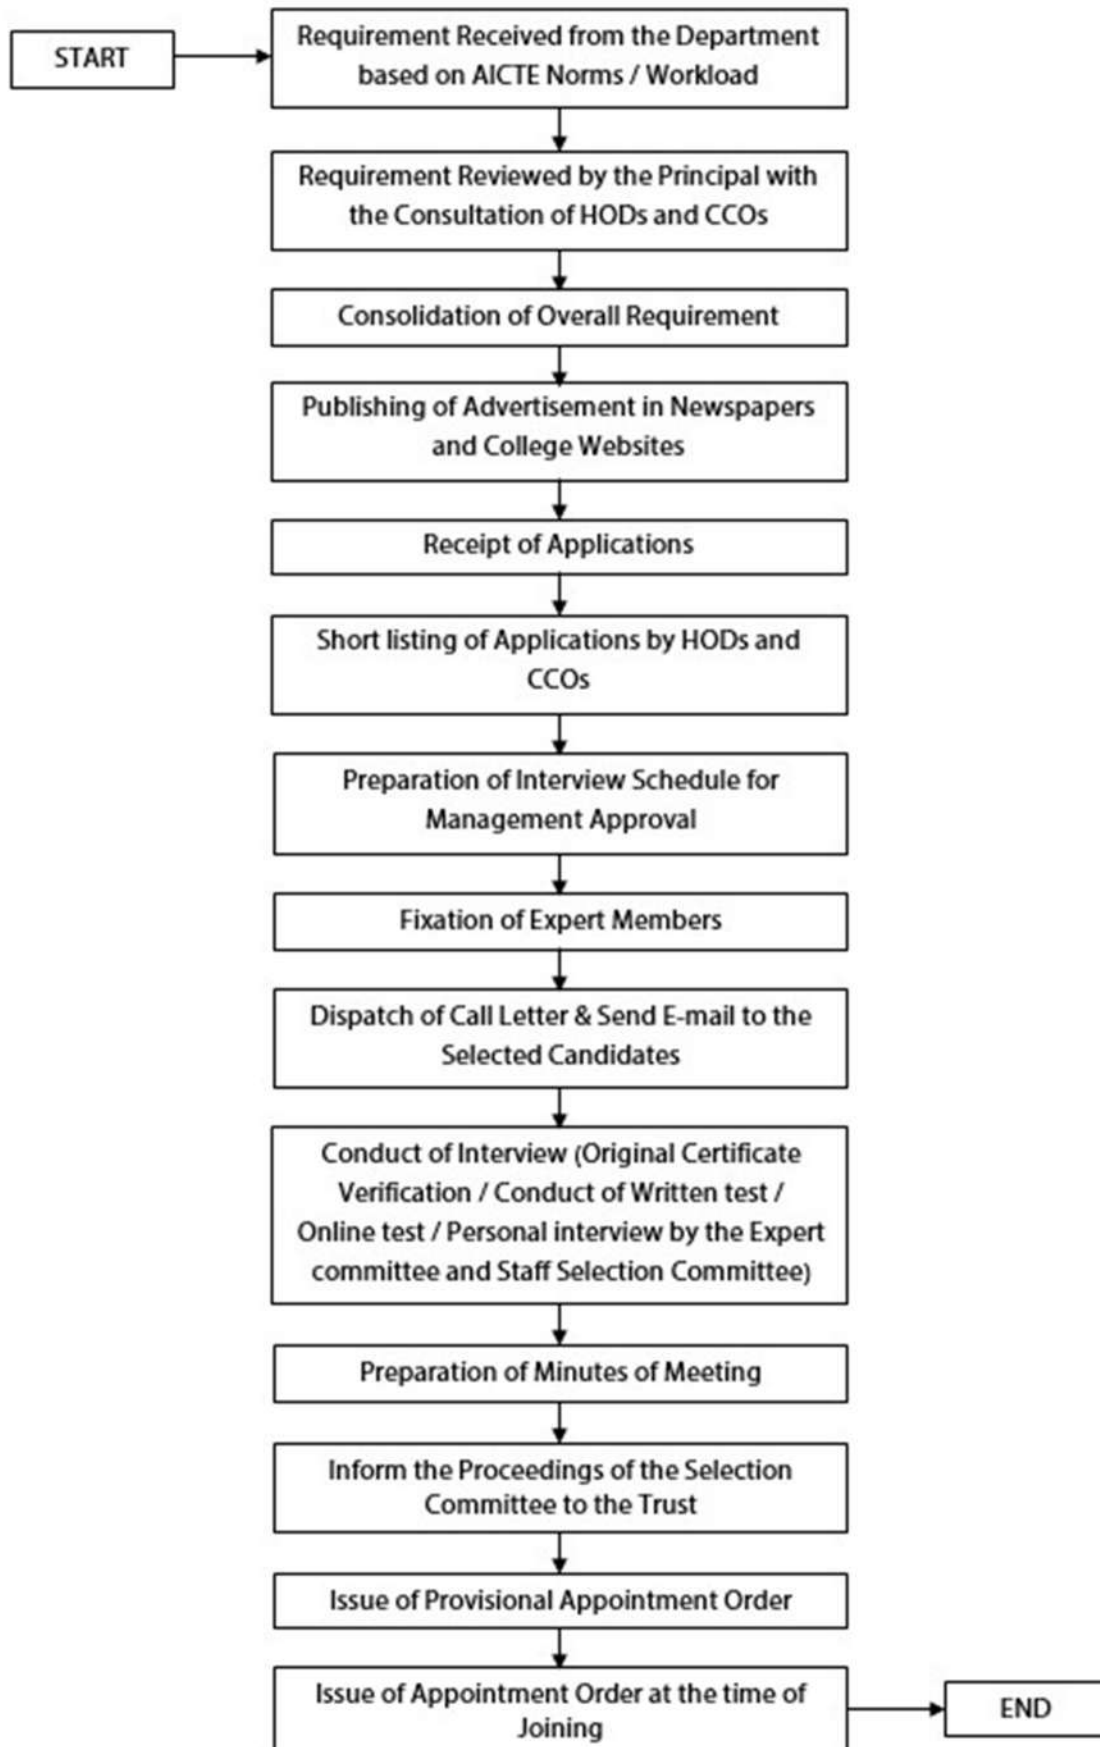 START
Requirement Received from the Department
based on AICTE Norms / Workload
Requirement Reviewed by the Principal with
the Consultation of HODs and CCOs
Consolidation of Overall Requirement
Publishing of Advertisement in Newspapers
and College Websites
Receipt of Applications
Short listing of Applications by HODs and
CCOs
Preparation of Interview Schedule for
Management Approval
Fixation of Expert Members
Dispatch of Call Letter & Send E-mail to the
Selected Candidates
Conduct of Interview (Original Certificate
Verification / Conduct of Written test /
Online test / Personal interview by the Expert
committee and Staff Selection Committee)
Preparation of Minutes of Meeting
Inform the Proceedings of the Selection
Committee to the Trust
Issue of Provisional Appointment Order
Issue of Appointment Order at the time of
Joining
END